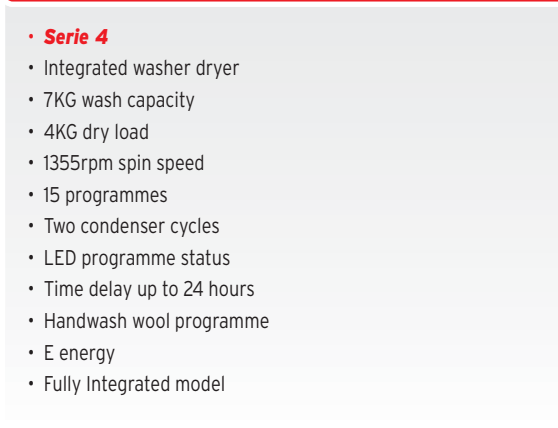 • Serie 4
• Integrated washer dryer
• 7KG wash capacity
• 4KG dry load
• 1355rpm spin speed
• 15 programmes
• Two condenser cycles
• LED programme status
• Time delay up to 24 hours
• Handwash wool programme
• E energy
• Fully Integrated model